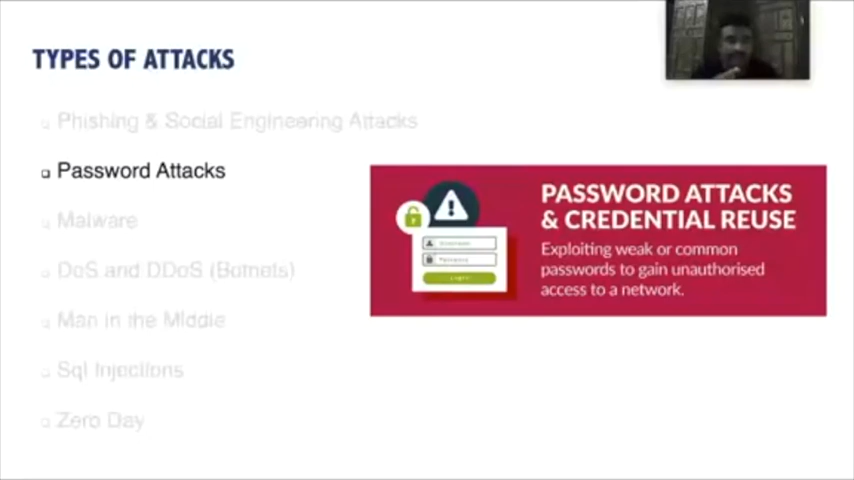 TYPES OF ATTACKS
Phishing & Social Engineering Attacks
Password Attacks
Malware
DoS and DDoS (Botnets)
Man in the Middle
Sql Injections
Zero Day
PASSWORD ATTACKS
& CREDENTIAL REUSE
Exploiting weak or common
passwords to gain unauthorised
access to a network.
Password